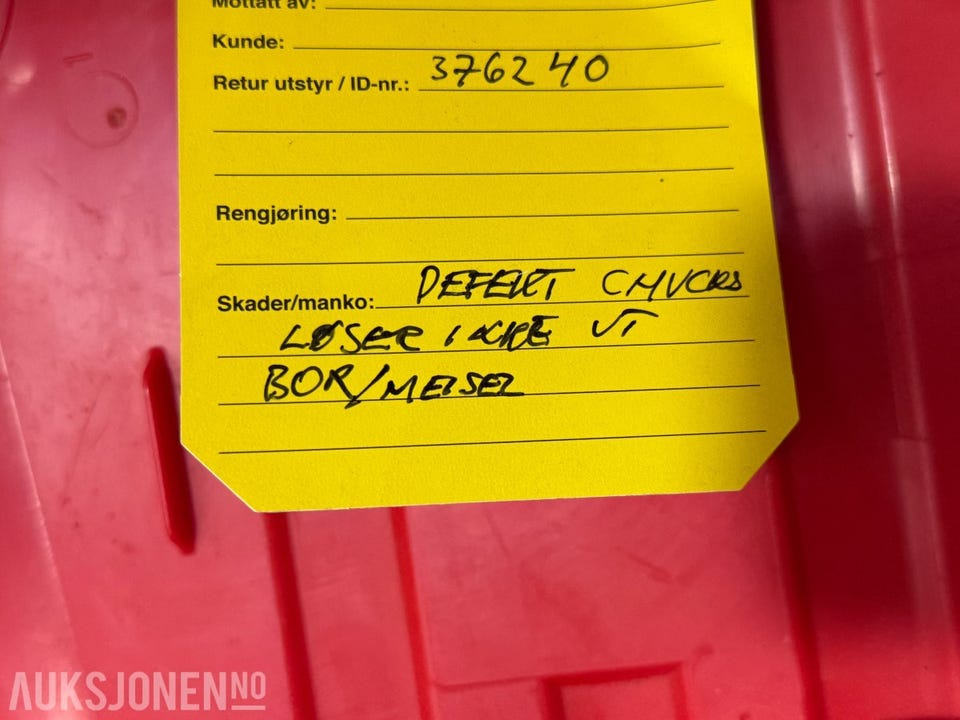 Mottatt av:
Kunde:
Retur utstyr / ID-nr.: 376240
Rengjøring:
Skader/manko: DEFEKT CHUCKS
LØSER IKKE UT
BOR/MEISEL
AUKSJONEN NO